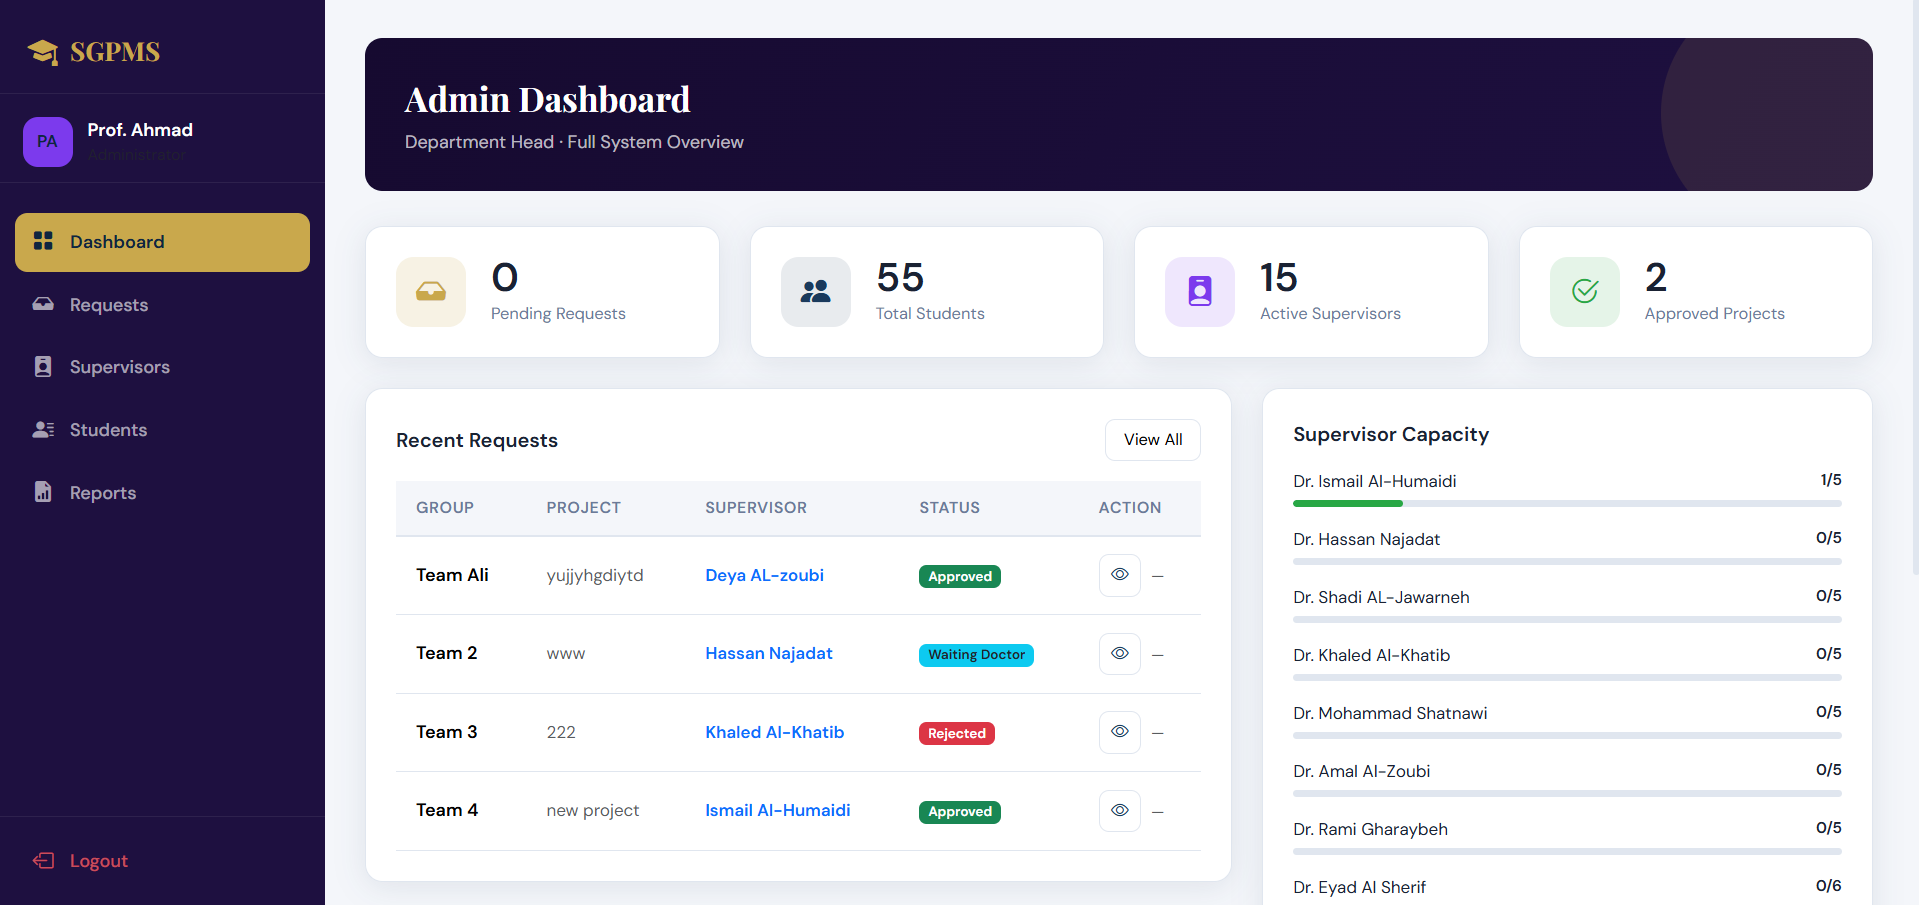 SGPMS
PA
Prof. Ahmad
Administrator
Dashboard
Requests
Supervisors
Students
Reports
Logout
Admin Dashboard
Department Head · Full System Overview
0
Pending Requests
55
Total Students
15
Active Supervisors
2
Approved Projects
Recent Requests
View All
GROUP PROJECT SUPERVISOR STATUS ACTION
Team Ali yujjyhgdiytd Deya AL-zoubi Approved —
Team 2 www Hassan Najadat Waiting Doctor —
Team 3 222 Khaled Al-Khatib Rejected —
Team 4 new project Ismail Al-Humaidi Approved —
Supervisor Capacity
Dr. Ismail Al-Humaidi 1/5
Dr. Hassan Najadat 0/5
Dr. Shadi AL-Jawarneh 0/5
Dr. Khaled Al-Khatib 0/5
Dr. Mohammad Shatnawi 0/5
Dr. Amal Al-Zoubi 0/5
Dr. Rami Gharaybeh 0/5
Dr. Eyad Al Sherif 0/6